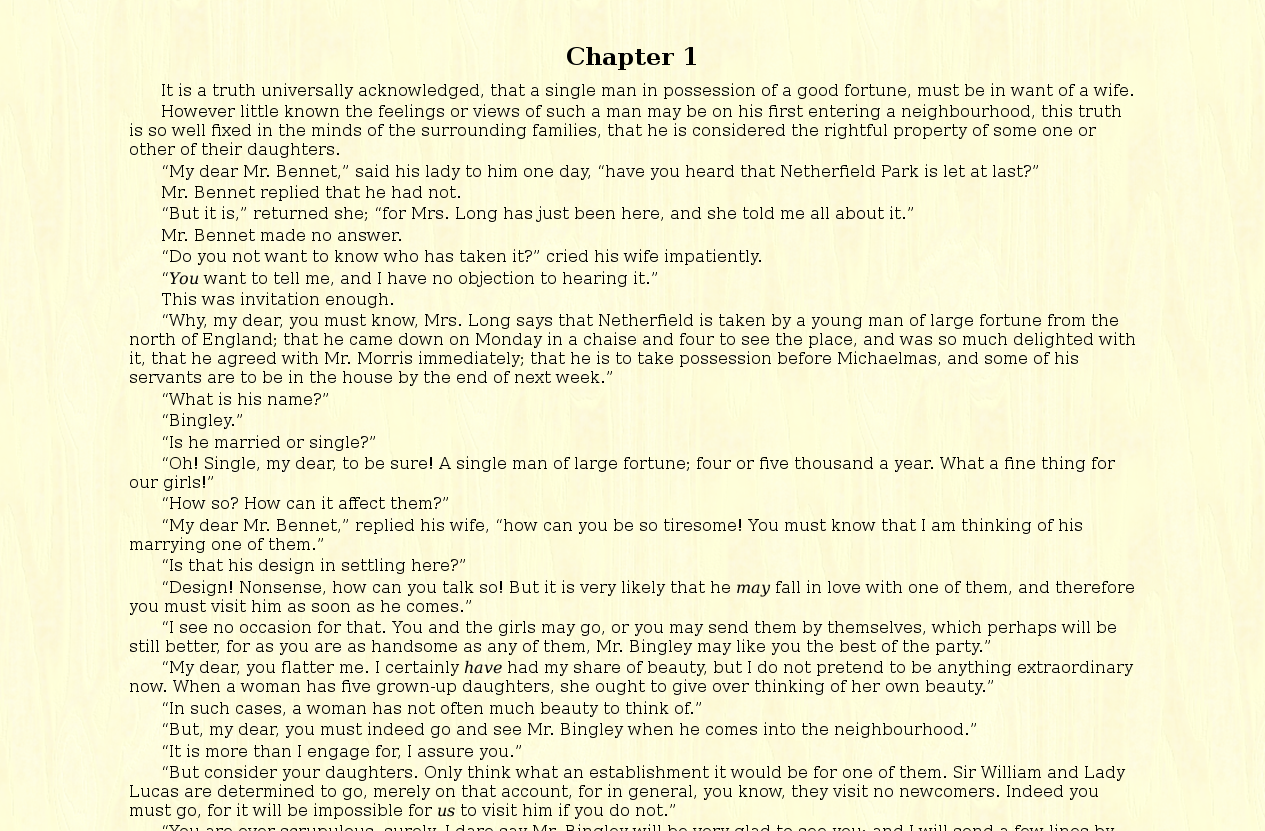 Chapter 1
It is a truth universally acknowledged, that a single man in possession of a good fortune, must be in want of a wife.
However little known the feelings or views of such a man may be on his first entering a neighbourhood, this truth
is so well fixed in the minds of the surrounding families, that he is considered the rightful property of some one or
other of their daughters.
“My dear Mr. Bennet,” said his lady to him one day, “have you heard that Netherfield Park is let at last?”
Mr. Bennet replied that he had not.
“But it is,” returned she; “for Mrs. Long has just been here, and she told me all about it.”
Mr. Bennet made no answer.
“Do you not want to know who has taken it?” cried his wife impatiently.
“You want to tell me, and I have no objection to hearing it.”
This was invitation enough.
“Why, my dear, you must know, Mrs. Long says that Netherfield is taken by a young man of large fortune from the
north of England; that he came down on Monday in a chaise and four to see the place, and was so much delighted with
it, that he agreed with Mr. Morris immediately; that he is to take possession before Michaelmas, and some of his
servants are to be in the house by the end of next week.”
“What is his name?”
“Bingley.”
“Is he married or single?”
“Oh! Single, my dear, to be sure! A single man of large fortune; four or five thousand a year. What a fine thing for
our girls!”
“How so? How can it affect them?”
“My dear Mr. Bennet,” replied his wife, “how can you be so tiresome! You must know that I am thinking of his
marrying one of them.”
“Is that his design in settling here?”
“Design! Nonsense, how can you talk so! But it is very likely that he may fall in love with one of them, and therefore
you must visit him as soon as he comes.”
“I see no occasion for that. You and the girls may go, or you may send them by themselves, which perhaps will be
still better, for as you are as handsome as any of them, Mr. Bingley may like you the best of the party.”
“My dear, you flatter me. I certainly have had my share of beauty, but I do not pretend to be anything extraordinary
now. When a woman has five grown-up daughters, she ought to give over thinking of her own beauty.”
“In such cases, a woman has not often much beauty to think of.”
“But, my dear, you must indeed go and see Mr. Bingley when he comes into the neighbourhood.”
“It is more than I engage for, I assure you.”
“But consider your daughters. Only think what an establishment it would be for one of them. Sir William and Lady
Lucas are determined to go, merely on that account, for in general, you know, they visit no newcomers. Indeed you
must go, for it will be impossible for us to visit him if you do not.”
“You are over scrupulous, surely. I dare say Mr. Bingley will be very glad to see you; and I will send a few lines by